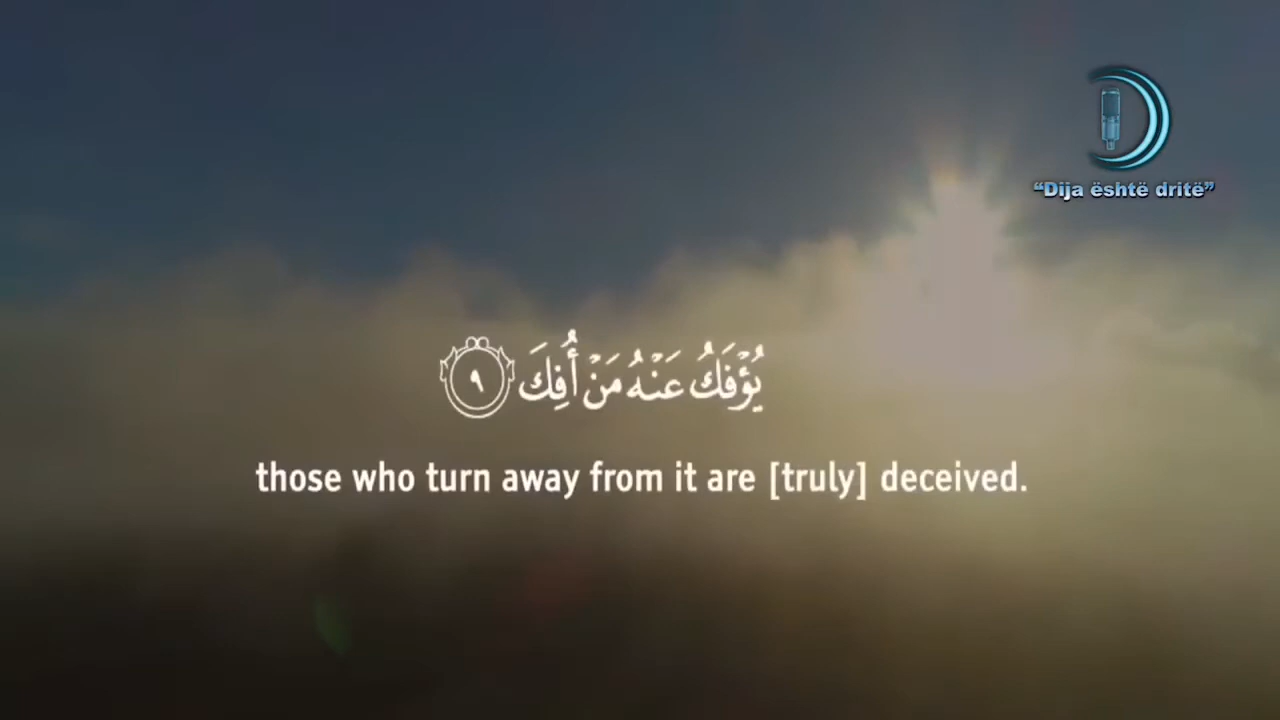 “Dija është dritë”
يُؤۡفَكُ عَنۡهُ مَنۡ أُفِكَ ٩
those who turn away from it are [truly] deceived.